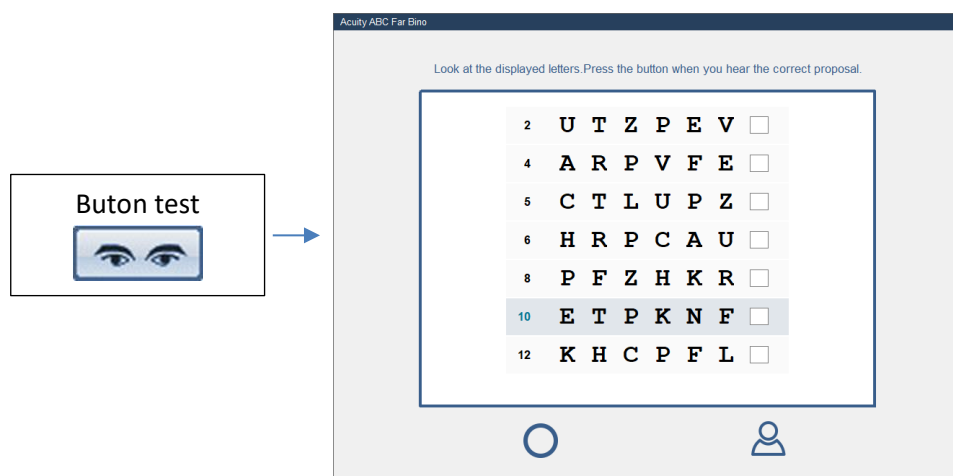 Acuity ABC Far Bino
Look at the displayed letters.Press the button when you hear the correct proposal.
Buton test
2 U T Z P E V
4 A R P V F E
5 C T L U P Z
6 H R P C A U
8 P F Z H K R
10 E T P K N F
12 K H C P F L